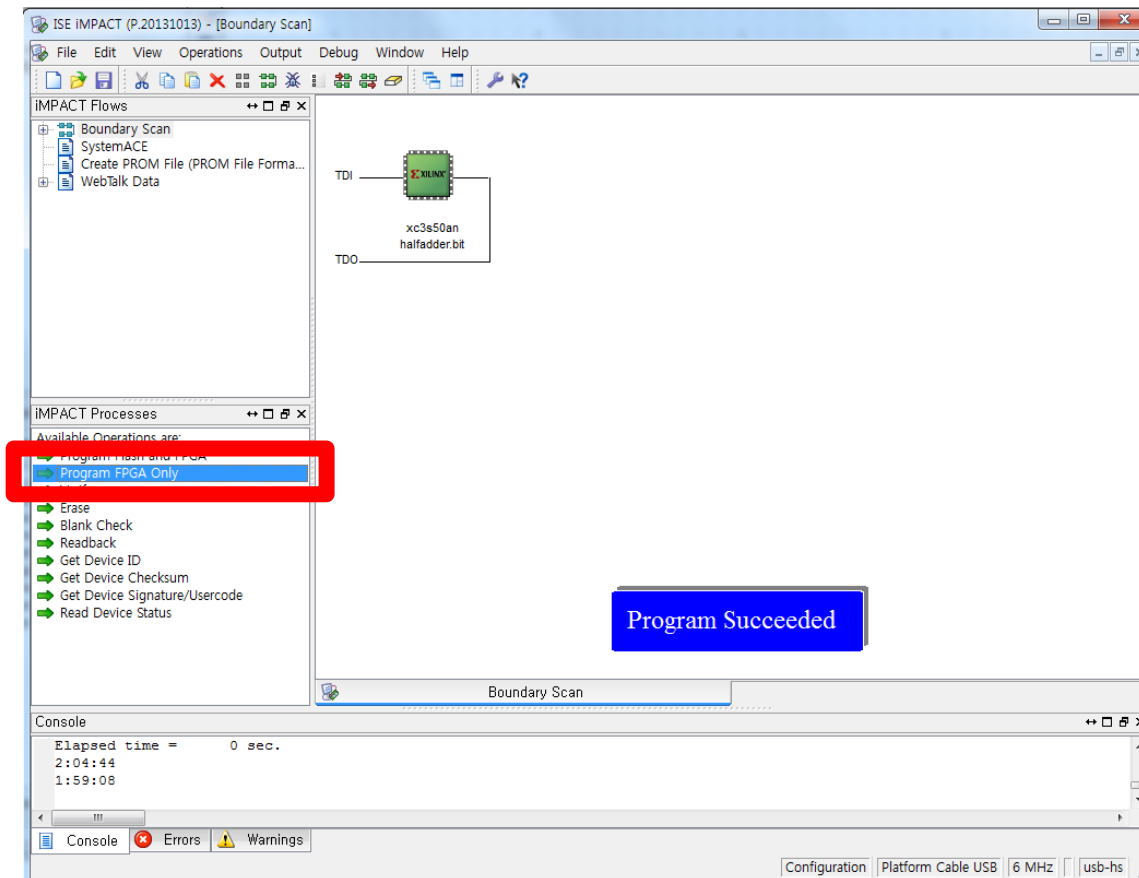 ISE iMPACT (P.20131013) - [Boundary Scan]
File Edit View Operations Output Debug Window Help
iMPACT Flows
Boundary Scan
SystemACE
Create PROM File (PROM File Forma...
WebTalk Data
TDI
XILINX
xc3s50an
halfadder.bit
TDO
iMPACT Processes
Available Operations are:
Program Flash and FPGA
Program FPGA Only
Erase
Blank Check
Readback
Get Device ID
Get Device Checksum
Get Device Signature/Usercode
Read Device Status
Program Succeeded
Boundary Scan
Console
Elapsed time = 0 sec.
2:04:44
1:59:08
Console Errors Warnings
Configuration Platform Cable USB 6 MHz usb-hs